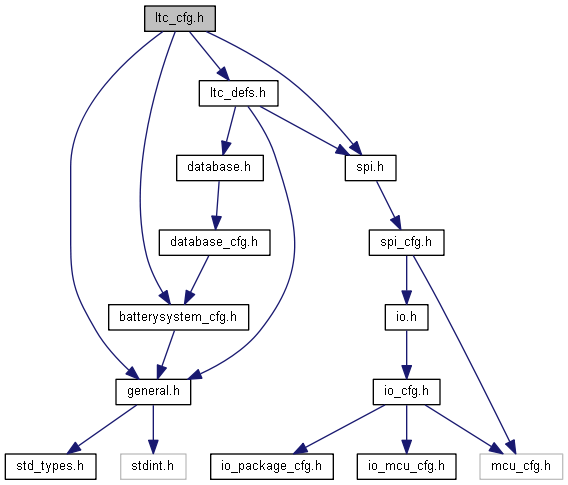 ltc_cfg.h
ltc_defs.h
database.h
spi.h
database_cfg.h
spi_cfg.h
batterysystem_cfg.h
io.h
general.h
io_cfg.h
std_types.h
stdint.h
io_package_cfg.h
io_mcu_cfg.h
mcu_cfg.h